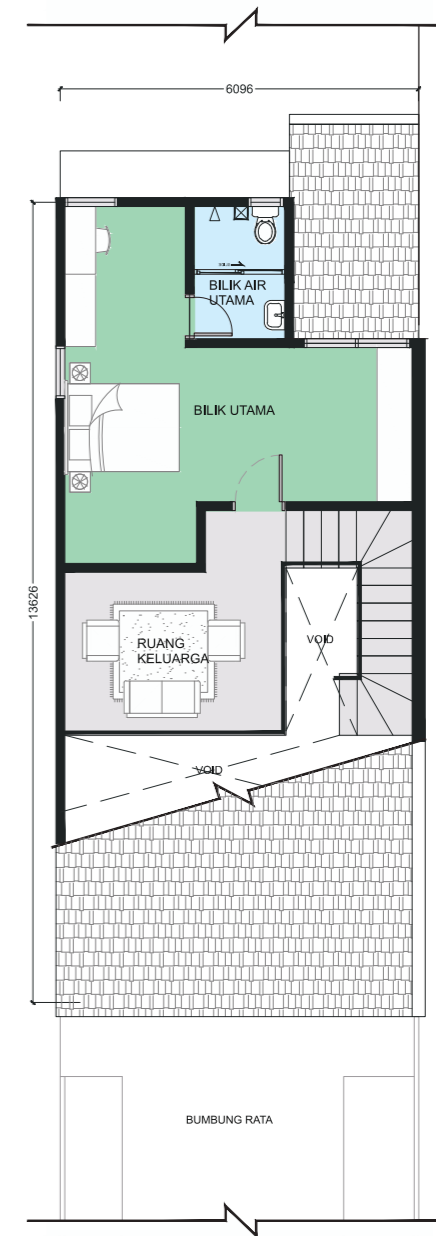 6096
BILIK AIR
UTAMA
BILIK UTAMA
13626
RUANG
KELUARGA
VOID
VOID
BUMBUNG RATA